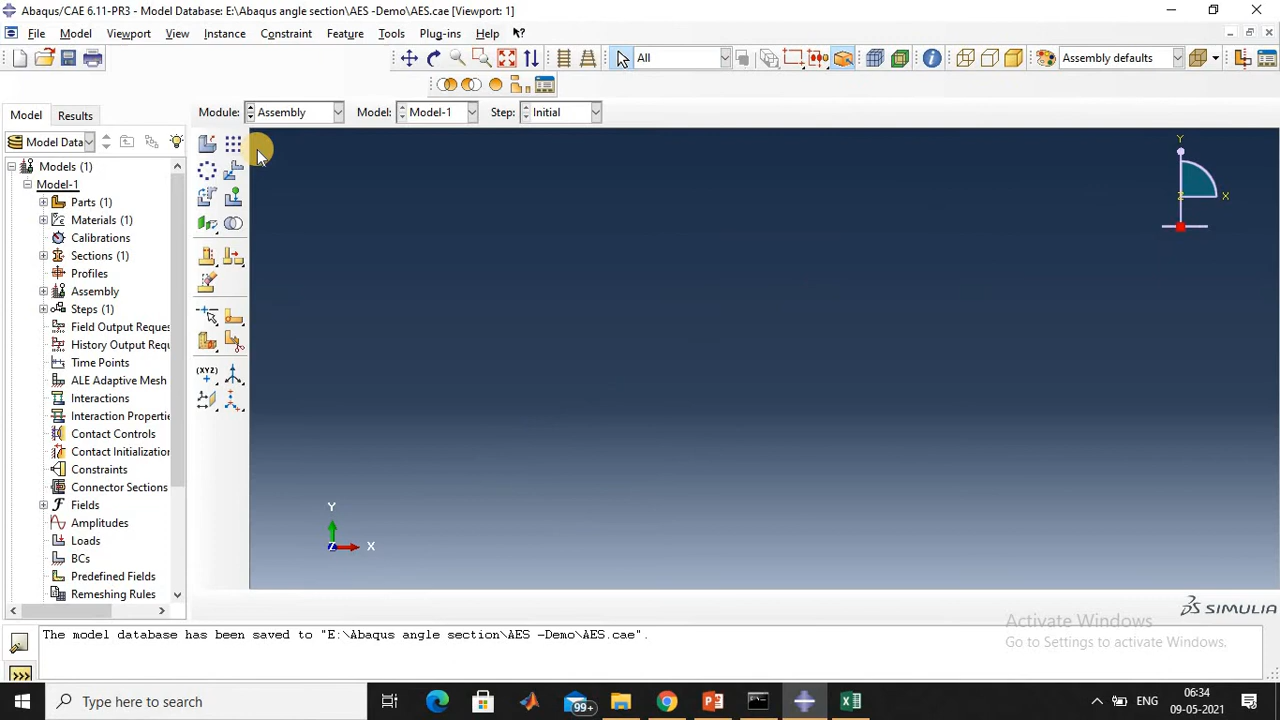 Abaqus/CAE 6.11-PR3 - Model Database: E:\Abaqus angle section\AES -Demo\AES.cae [Viewport: 1]
File Model Viewport View Instance Constraint Feature Tools Plug-ins Help
All Assembly defaults
Model Results Module: Assembly Model: Model-1 Step: Initial
Model Data
Models (1)
Model-1
Parts (1)
Materials (1)
Calibrations
Sections (1)
Profiles
Assembly
Steps (1)
Field Output Reques
History Output Requ
Time Points
ALE Adaptive Mesh
Interactions
Interaction Properti
Contact Controls
Contact Initialization
Constraints
Connector Sections
Fields
Amplitudes
Loads
BCs
Predefined Fields
Remeshing Rules
(XYZ)
Y
Z X
Y
Z X
SIMULIA
Activate Windows
Go to Settings to activate Windows.
The model database has been saved to "E:\Abaqus angle section\AES -Demo\AES.cae".
>>>
Type here to search
99+
ENG
06:34
09-05-2021